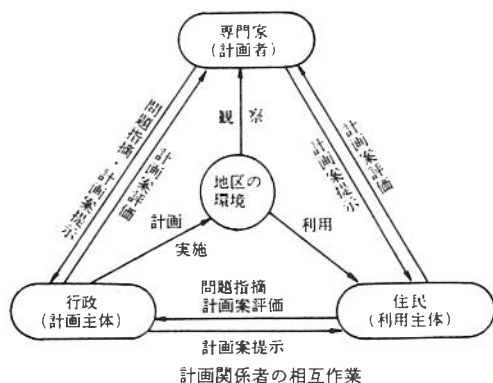 専門家
(計画者)
問題指摘・計画案提示
計画案評価
観察
計画案提示
計画案評価
地区の
環境
計画
実施
利用
行政
(計画主体)
問題指摘
計画案評価
計画案提示
住民
(利用主体)
計画関係者の相互作業